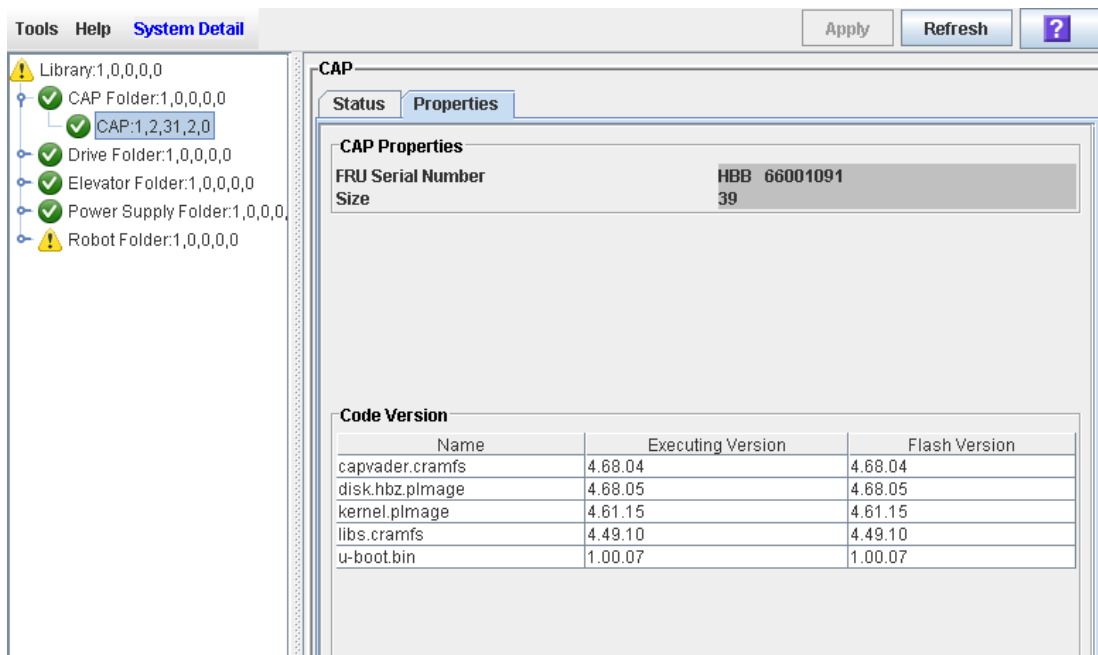 Tools Help System Detail Apply Refresh ?
Library:1,0,0,0,0
CAP Folder:1,0,0,0,0
CAP:1,2,31,2,0
Drive Folder:1,0,0,0,0
Elevator Folder:1,0,0,0,0
Power Supply Folder:1,0,0,0,
Robot Folder:1,0,0,0,0
CAP
Status Properties
CAP Properties
FRU Serial Number HBB 66001091
Size 39
Code Version
Name Executing Version Flash Version
capvader.cramfs 4.68.04 4.68.04
disk.hbz.pImage 4.68.05 4.68.05
kernel.pImage 4.61.15 4.61.15
libs.cramfs 4.49.10 4.49.10
u-boot.bin 1.00.07 1.00.07